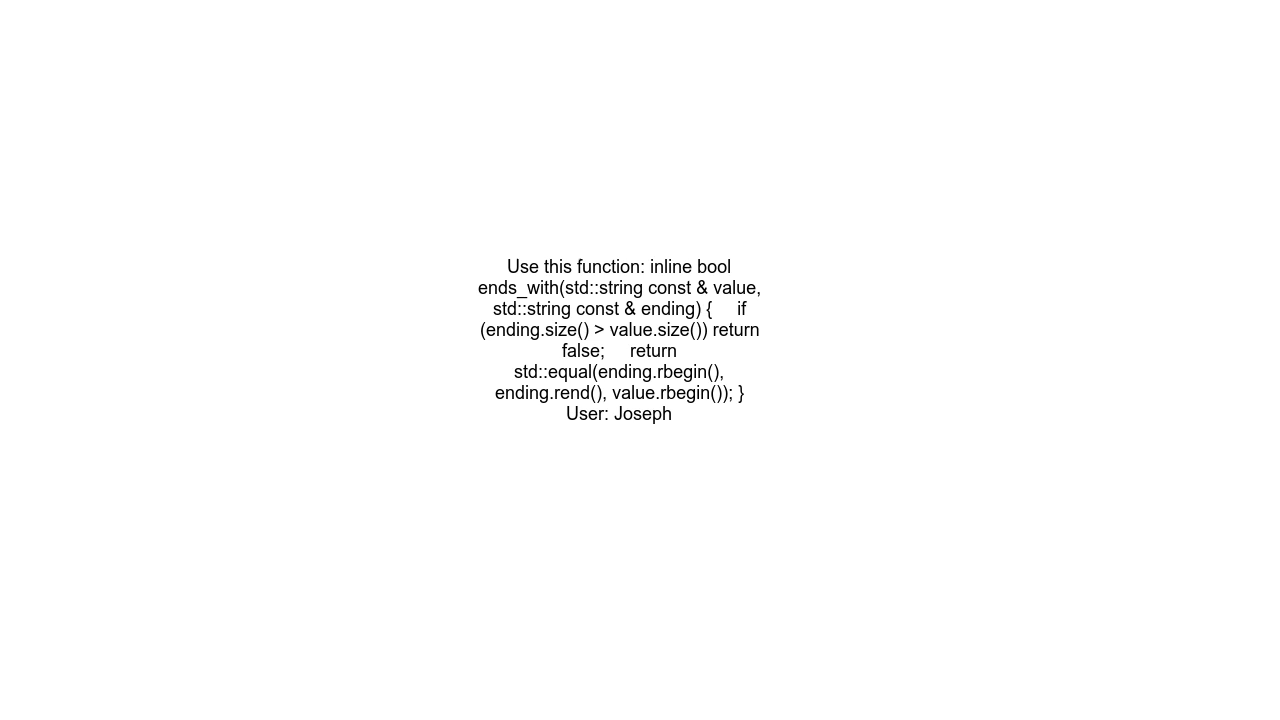 Use this function: inline bool
ends_with(std::string const & value,
std::string const & ending) {     if
(ending.size() > value.size()) return
false;     return
std::equal(ending.rbegin(),
ending.rend(), value.rbegin()); }
User: Joseph